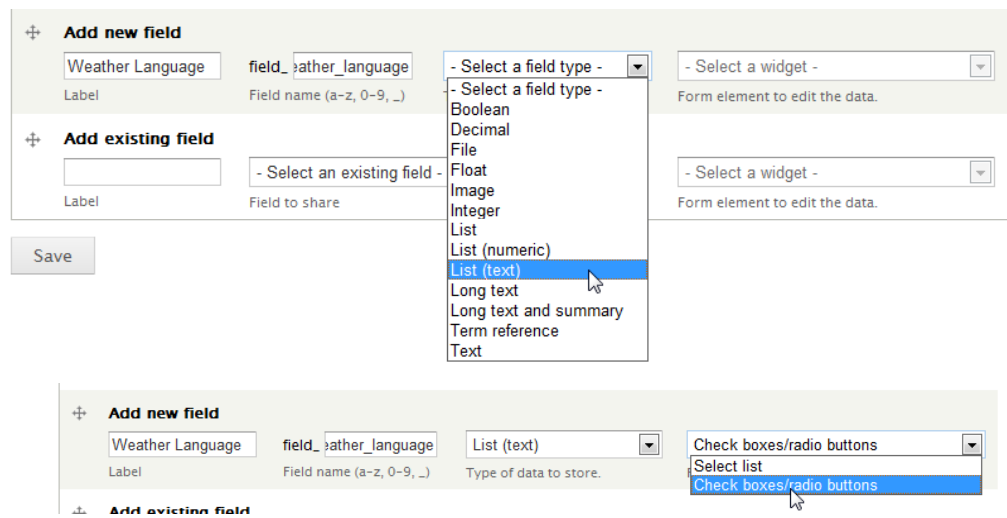 Add new field
Weather Language field_ eather_language - Select a field type - - Select a widget -
Label Field name (a-z, 0-9, _) Form element to edit the data.
- Select a field type -
Boolean
Decimal
File
Float
Image
Integer
List
List (numeric)
List (text)
Long text
Long text and summary
Term reference
Text
Add existing field
- Select an existing field - - Select a widget -
Label Field to share Form element to edit the data.
Save
Add new field
Weather Language field_ eather_language List (text) Check boxes/radio buttons
Label Field name (a-z, 0-9, _) Type of data to store.
Select list
Check boxes/radio buttons
Add existing field